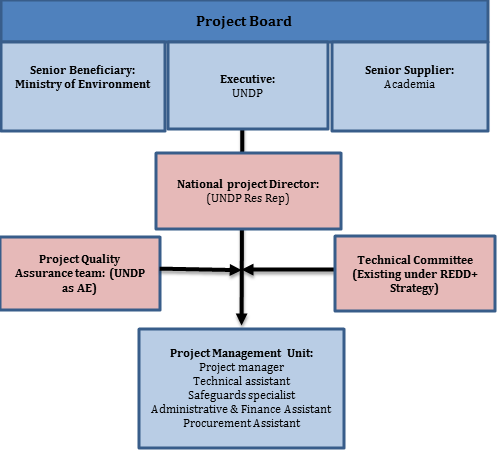 Project Board
Senior Beneficiary:
Ministry of Environment
Executive:
UNDP
Senior Supplier:
Academia
National project Director:
(UNDP Res Rep)
Project Quality
Assurance team: (UNDP
as AE)
Technical Committee
(Existing under REDD+
Strategy)
Project Management Unit:
Project manager
Technical assistant
Safeguards specialist
Administrative & Finance Assistant
Procurement Assistant